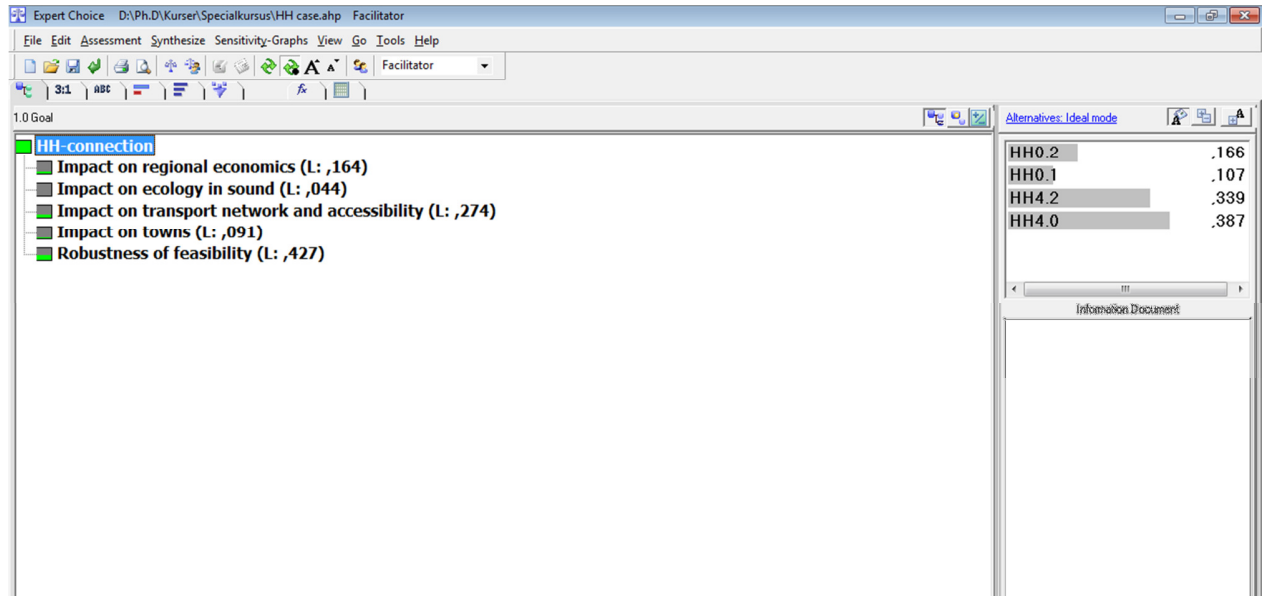 Expert Choice D:\Ph.D\Kurser\Specialkursus\HH case.ahp Facilitator
File Edit Assessment Synthesize Sensitivity-Graphs View Go Tools Help
A A Facilitator
3:1 ABC fx
1.0 Goal
Alternatives: Ideal mode A A
HH-connection
Impact on regional economics (L: ,164)
Impact on ecology in sound (L: ,044)
Impact on transport network and accessibility (L: ,274)
Impact on towns (L: ,091)
Robustness of feasibility (L: ,427)
HH0.2 ,166
HH0.1 ,107
HH4.2 ,339
HH4.0 ,387
Information Document